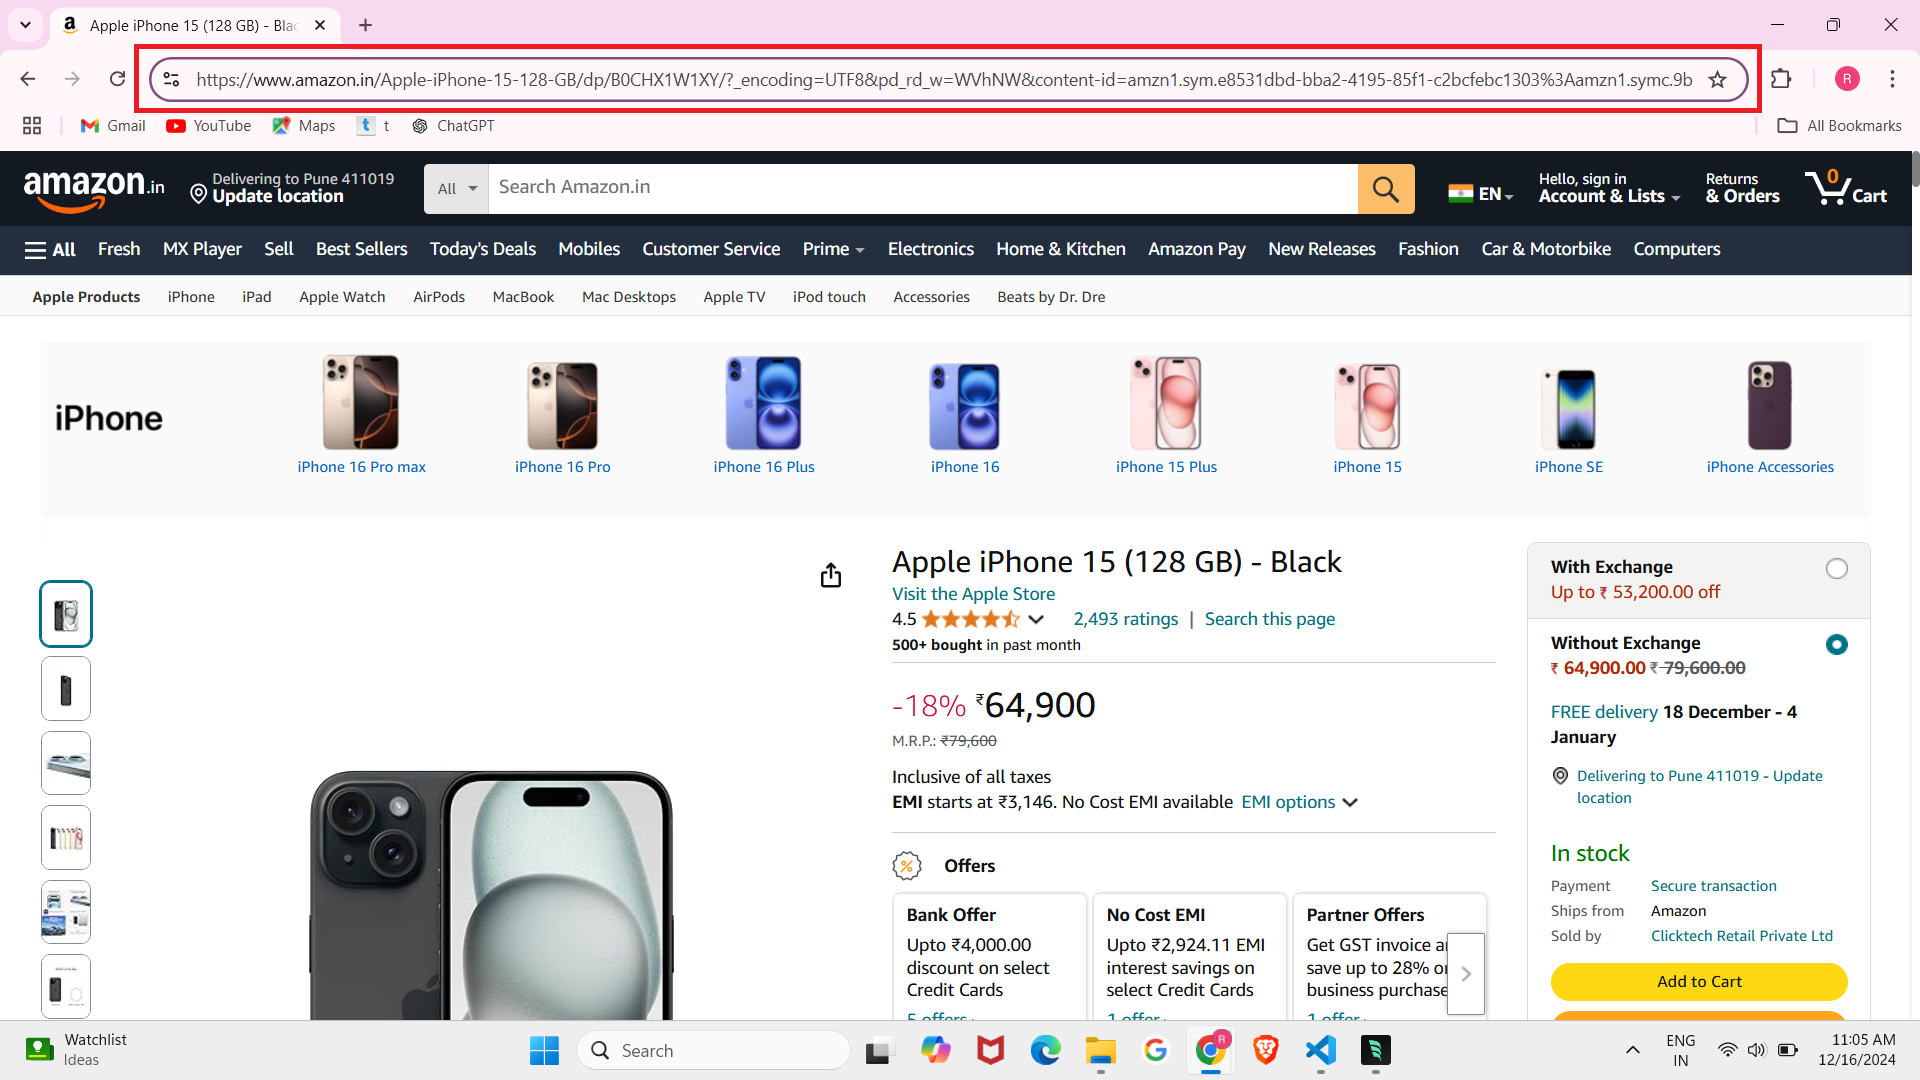 Apple iPhone 15 (128 GB) - Blac
https://www.amazon.in/Apple-iPhone-15-128-GB/dp/B0CHX1W1XY/?_encoding=UTF8&pd_rd_w=WVhNW&content-id=amzn1.sym.e8531dbd-bba2-4195-85f1-c2bcfebc1303%3Aamzn1.symc.9b
R
Gmail YouTube Maps t t ChatGPT All Bookmarks
amazon.in Delivering to Pune 411019 Update location All Search Amazon.in EN Hello, sign in Account & Lists Returns & Orders 0 Cart
All Fresh MX Player Sell Best Sellers Today's Deals Mobiles Customer Service Prime Electronics Home & Kitchen Amazon Pay New Releases Fashion Car & Motorbike Computers
Apple Products iPhone iPad Apple Watch AirPods MacBook Mac Desktops Apple TV iPod touch Accessories Beats by Dr. Dre
iPhone
iPhone 16 Pro max iPhone 16 Pro iPhone 16 Plus iPhone 16 iPhone 15 Plus iPhone 15 iPhone SE iPhone Accessories
Apple iPhone 15 (128 GB) - Black
Visit the Apple Store
4.5 2,493 ratings | Search this page
500+ bought in past month
-18% ₹64,900
M.R.P.: ₹79,600
Inclusive of all taxes
EMI starts at ₹3,146. No Cost EMI available EMI options
Offers
Bank Offer
Upto ₹4,000.00
discount on select
Credit Cards
5 offers
No Cost EMI
Upto ₹2,924.11 EMI
interest savings on
select Credit Cards
1 offer
Partner Offers
Get GST invoice a
save up to 28% o
business purchase
1 offer
With Exchange
Up to ₹ 53,200.00 off
Without Exchange
₹ 64,900.00 ₹ 79,600.00
FREE delivery 18 December - 4
January
Delivering to Pune 411019 - Update
location
In stock
Payment Secure transaction
Ships from Amazon
Sold by Clicktech Retail Private Ltd
Add to Cart
Watchlist
Ideas
Search
R
ENG
IN
11:05 AM
12/16/2024